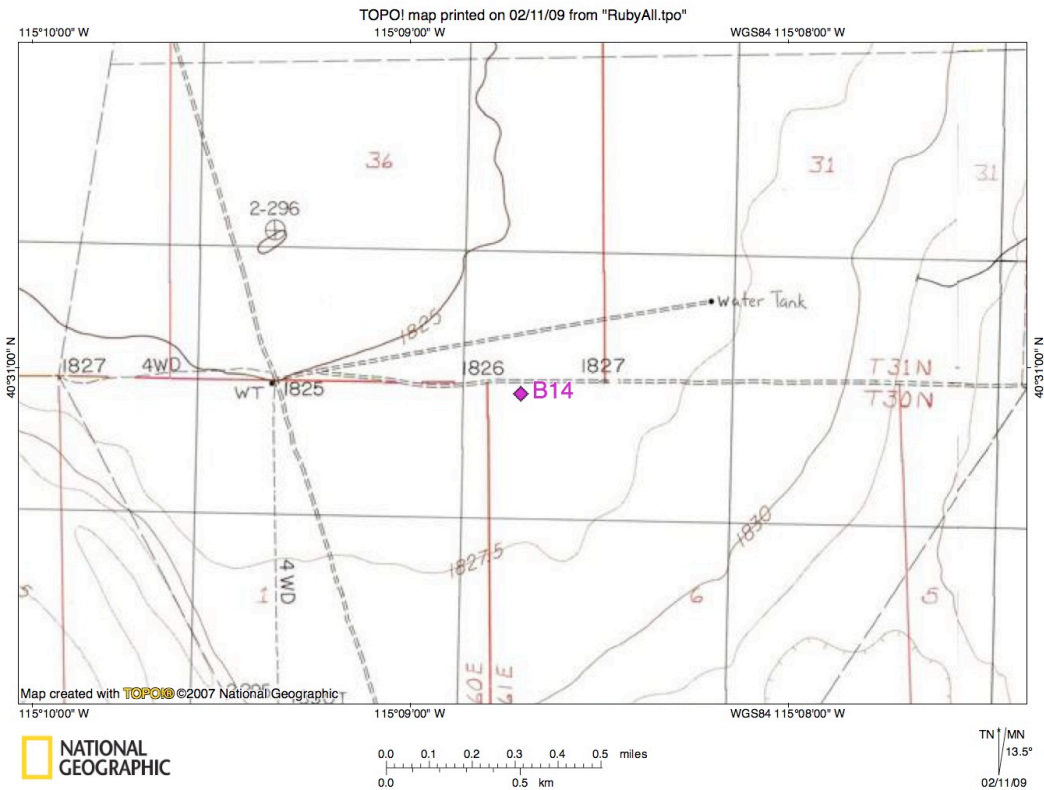 TOPO! map printed on 02/11/09 from "RubyAll.tpo"
115°10'00" W 115°09'00" W WGS84 115°08'00" W
36
31
31
2-296
Water Tank
1825
40°31'00" N
1827
4WD
1826
1827
T31N
40°31'00" N
WT
1825
B14
T30N
1830
1827.5
4WD
5
1
6
5
60E
61E
Map created with TOPO!® ©2007 National Geographic
115°10'00" W 115°09'00" W WGS84 115°08'00" W
NATIONAL
GEOGRAPHIC
0.0 0.1 0.2 0.3 0.4 0.5 miles
0.0 0.5 km
TN MN
13.5°
02/11/09